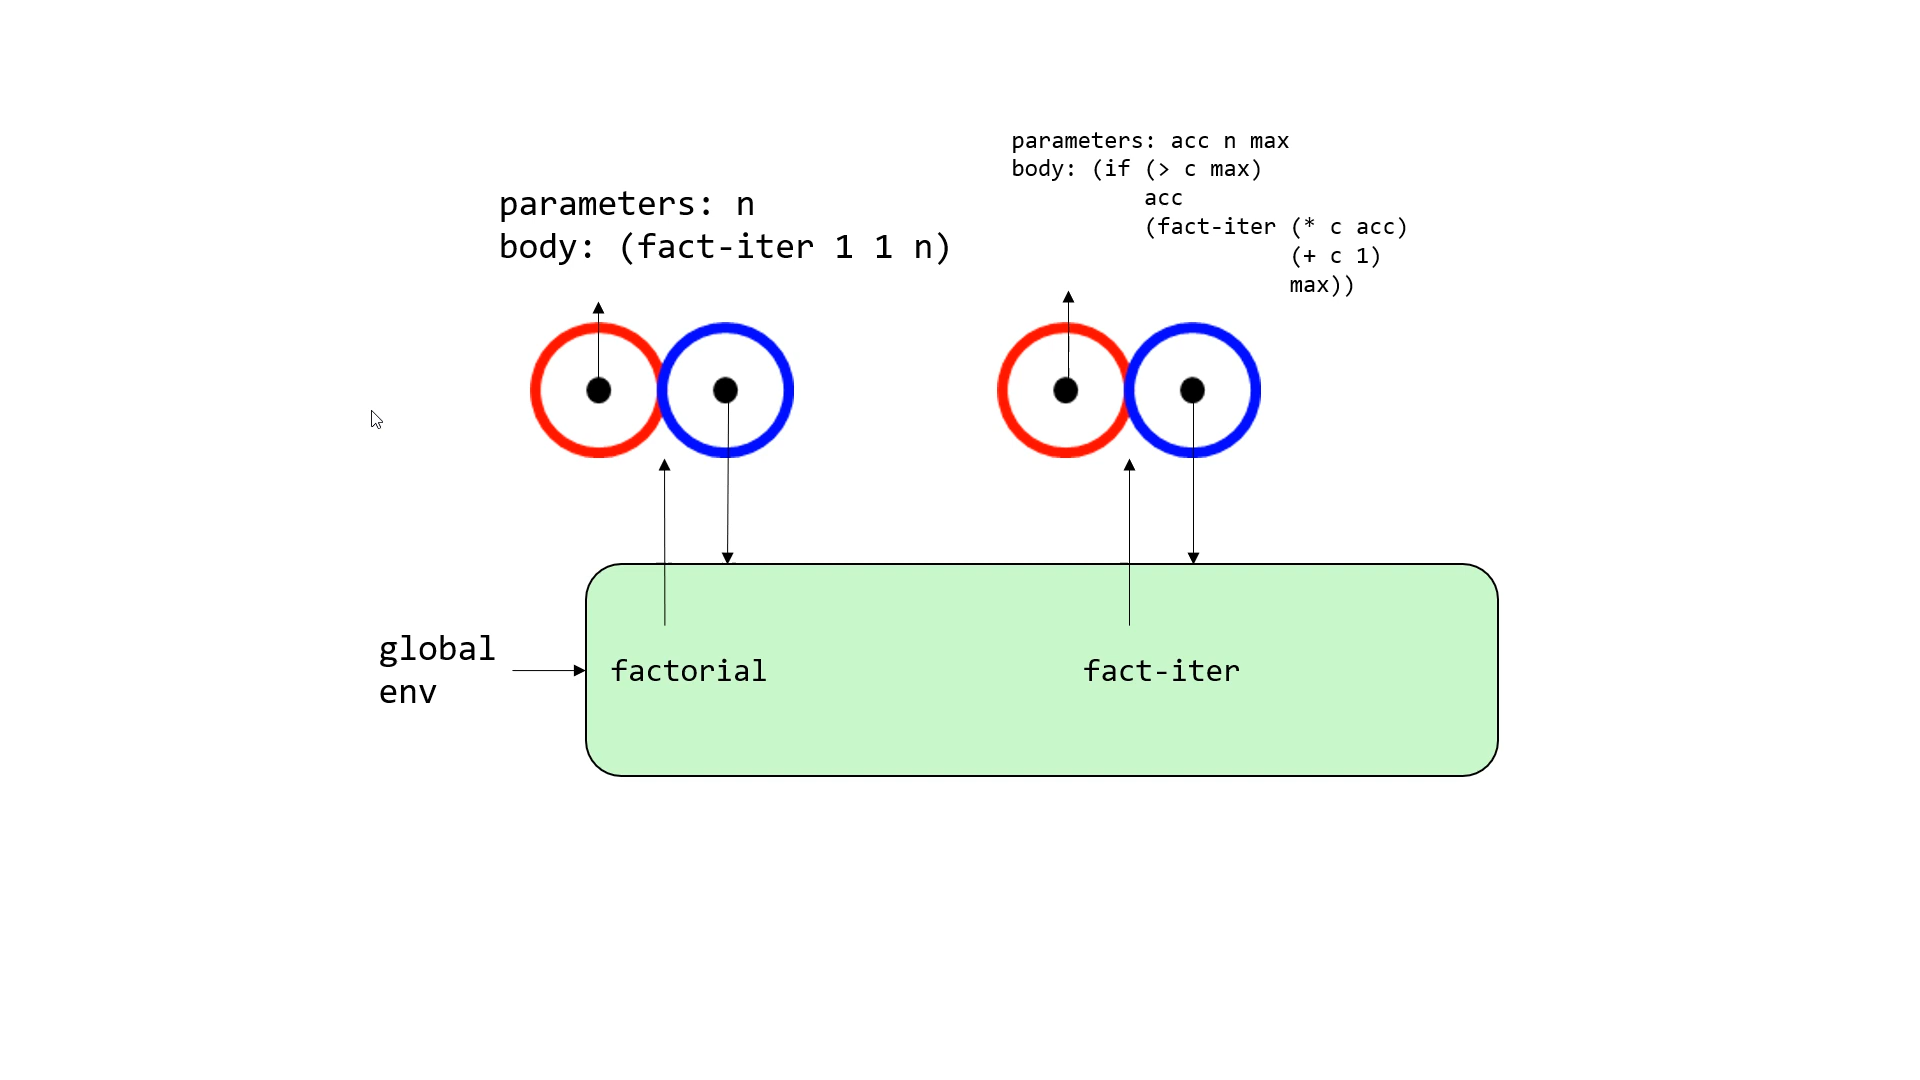 parameters: n
body: (fact-iter 1 1 n)
parameters: acc n max
body: (if (> c max)
acc
(fact-iter (* c acc)
(+ c 1)
max))
global
env
factorial
fact-iter